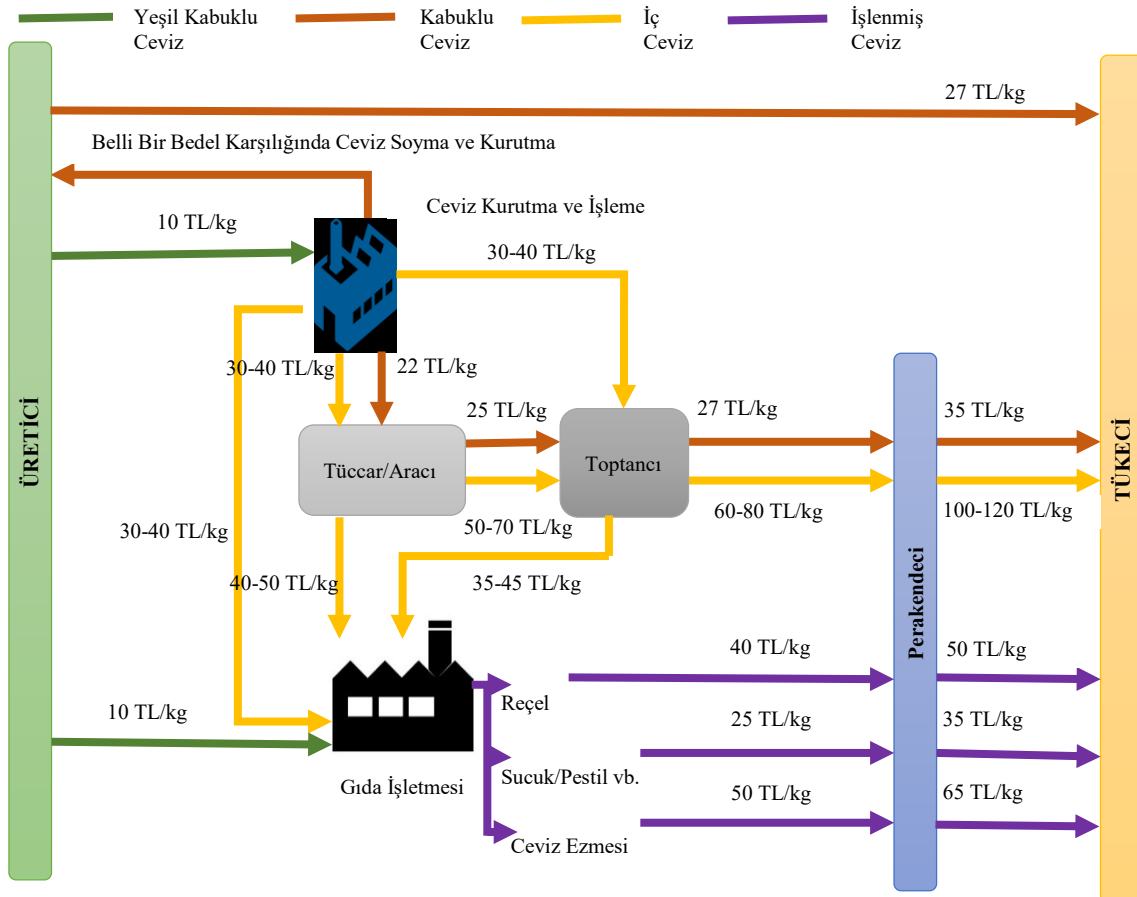 Yeşil Kabuklu
Ceviz
Kabuklu
Ceviz
İç
Ceviz
İşlenmiş
Ceviz
27 TL/kg
Belli Bir Bedel Karşılığında Ceviz Soyma ve Kurutma
10 TL/kg
Ceviz Kurutma ve İşleme
30-40 TL/kg
30-40 TL/kg
22 TL/kg
25 TL/kg
27 TL/kg
35 TL/kg
ÜRETİCİ
Tüccar/Aracı
Toptancı
TÜKECİ
30-40 TL/kg
50-70 TL/kg
60-80 TL/kg
100-120 TL/kg
40-50 TL/kg
35-45 TL/kg
Perakendeci
40 TL/kg
50 TL/kg
Reçel
10 TL/kg
25 TL/kg
35 TL/kg
Gıda İşletmesi
Sucuk/Pestil vb.
50 TL/kg
65 TL/kg
Ceviz Ezmesi